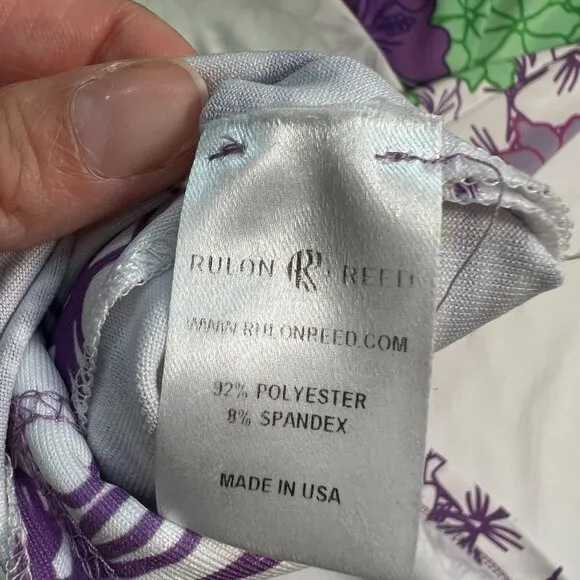 RULON R REED
WWW.RULONREED.COM
92% POLYESTER
8% SPANDEX
MADE IN USA